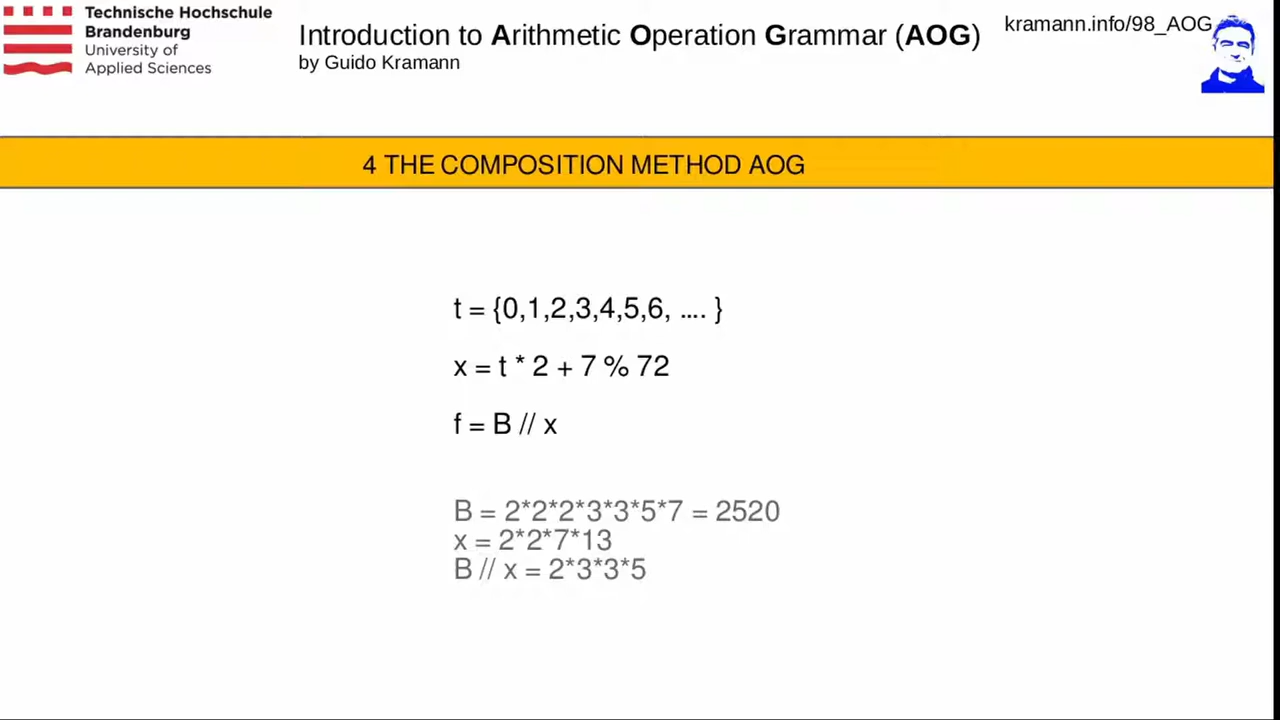 Technische Hochschule
Brandenburg
University of
Applied Sciences
Introduction to Arithmetic Operation Grammar (AOG)
by Guido Kramann
kramann.info/98_AOG
4 THE COMPOSITION METHOD AOG
t = {0,1,2,3,4,5,6, .... }
x = t * 2 + 7 % 72
f = B // x
B = 2*2*2*3*3*5*7 = 2520
x = 2*2*7*13
B // x = 2*3*3*5